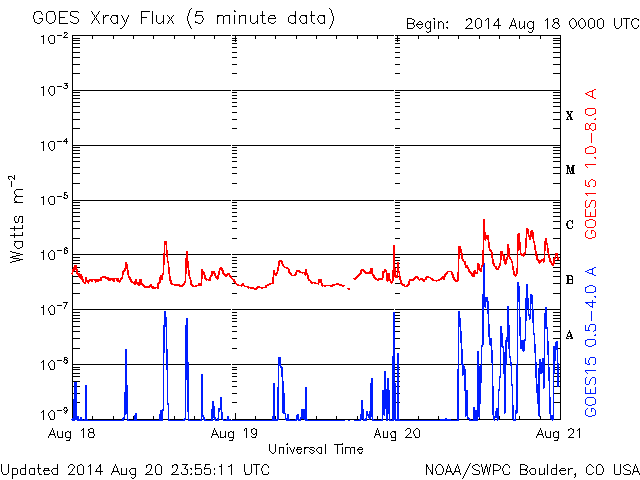 GOES Xray Flux (5 minute data)
Begin: 2014 Aug 18 0000 UTC
10⁻²
10⁻³
10⁻⁴
10⁻⁵
10⁻⁶
10⁻⁷
10⁻⁸
10⁻⁹
Watts m⁻²
X
M
C
B
A
GOES15 1.0–8.0 A
GOES15 0.5–4.0 A
Aug 18
Aug 19
Aug 20
Aug 21
Universal Time
Updated 2014 Aug 20 23:55:11 UTC
NOAA/SWPC Boulder, CO USA